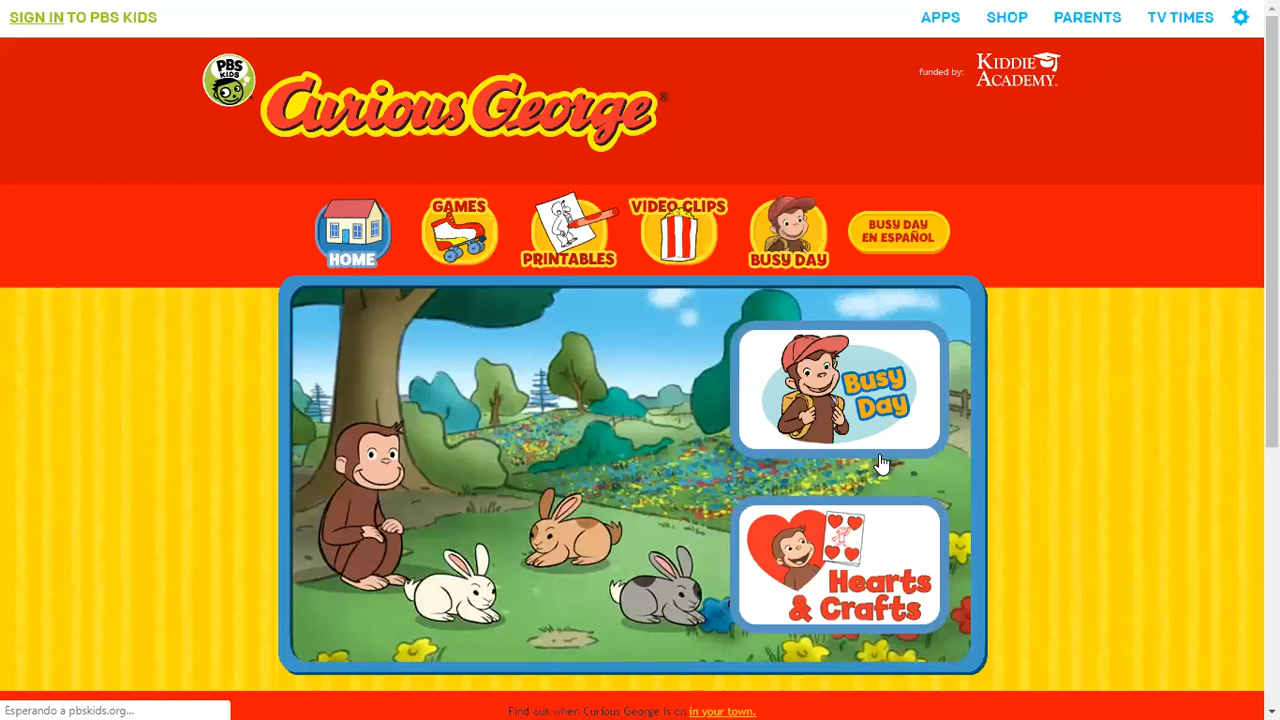 SIGN IN TO PBS KIDS
APPS
SHOP
PARENTS
TV TIMES
PBS KIDS
Curious George®
funded by:
KIDDIE ACADEMY
HOME
GAMES
PRINTABLES
VIDEO CLIPS
BUSY DAY
BUSY DAY
EN ESPAÑOL
Busy
Day
Hearts
& Crafts
Esperando a pbskids.org...
Find out when Curious George is on in your town.